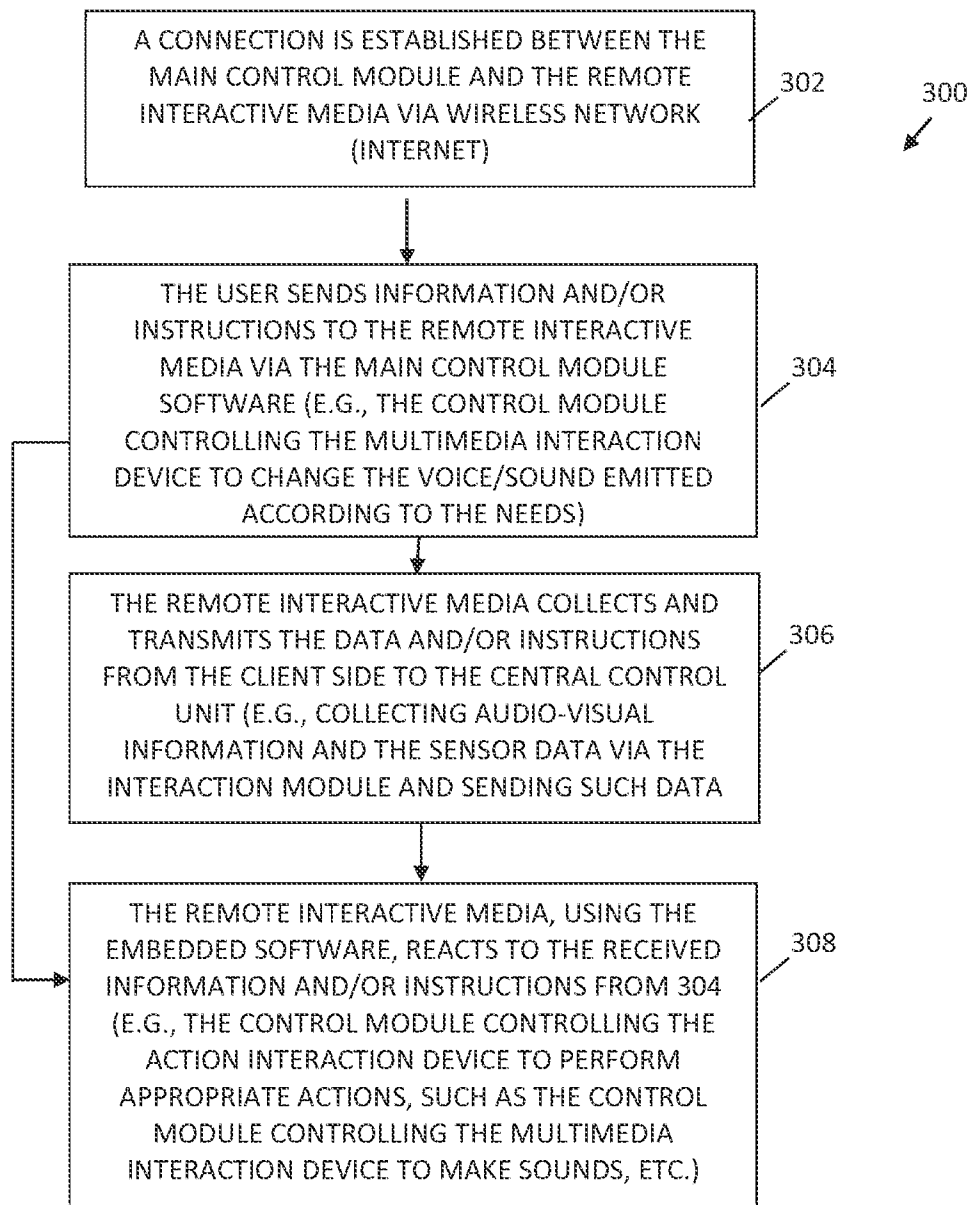 A CONNECTION IS ESTABLISHED BETWEEN THE
MAIN CONTROL MODULE AND THE REMOTE
INTERACTIVE MEDIA VIA WIRELESS NETWORK
(INTERNET)
302
300
THE USER SENDS INFORMATION AND/OR
INSTRUCTIONS TO THE REMOTE INTERACTIVE
MEDIA VIA THE MAIN CONTROL MODULE
SOFTWARE (E.G., THE CONTROL MODULE
CONTROLLING THE MULTIMEDIA INTERACTION
DEVICE TO CHANGE THE VOICE/SOUND EMITTED
ACCORDING TO THE NEEDS)
304
THE REMOTE INTERACTIVE MEDIA COLLECTS AND
TRANSMITS THE DATA AND/OR INSTRUCTIONS
FROM THE CLIENT SIDE TO THE CENTRAL CONTROL
UNIT (E.G., COLLECTING AUDIO-VISUAL
INFORMATION AND THE SENSOR DATA VIA THE
INTERACTION MODULE AND SENDING SUCH DATA
306
THE REMOTE INTERACTIVE MEDIA, USING THE
EMBEDDED SOFTWARE, REACTS TO THE RECEIVED
INFORMATION AND/OR INSTRUCTIONS FROM 304
(E.G., THE CONTROL MODULE CONTROLLING THE
ACTION INTERACTION DEVICE TO PERFORM
APPROPRIATE ACTIONS, SUCH AS THE CONTROL
MODULE CONTROLLING THE MULTIMEDIA
INTERACTION DEVICE TO MAKE SOUNDS, ETC.)
308